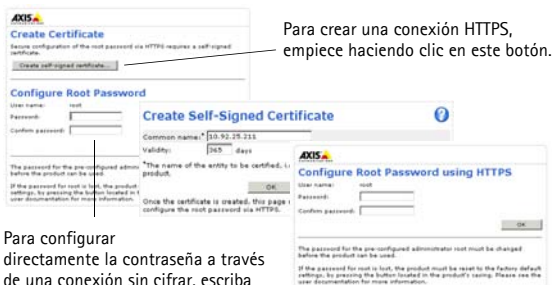 AXIS
Create Certificate
Secure configuration of the root password via HTTPS requires a self-signed
certificate.
Create self-signed certificate...
Para crear una conexión HTTPS,
empiece haciendo clic en este botón.
Configure Root Password
User name: root
Password:
Confirm password:
The password for the pre-configured admin
before the password can be used.
If the password for root is lost, the product
settings, by pressing the button located in t
user documentation for more information.
Create Self-Signed Certificate
Common name:* 10.92.25.211
Validity: 365 days
*The name of the entity to be certified, i.
product.
OK
Once the certificate is created, this page
configure the root password via HTTPS.
AXIS
Configure Root Password using HTTPS
User name: root
Password:
Confirm password:
OK
The password for the pre-configured administrator root must be changed
before the product can be used.
If the password for root is lost, the product must be reset to the factory default
settings, by pressing the button located in the product's casing. Please see the
user documentation for more information.
Para configurar
directamente la contraseña a través
de una conexión sin cifrar, escriba